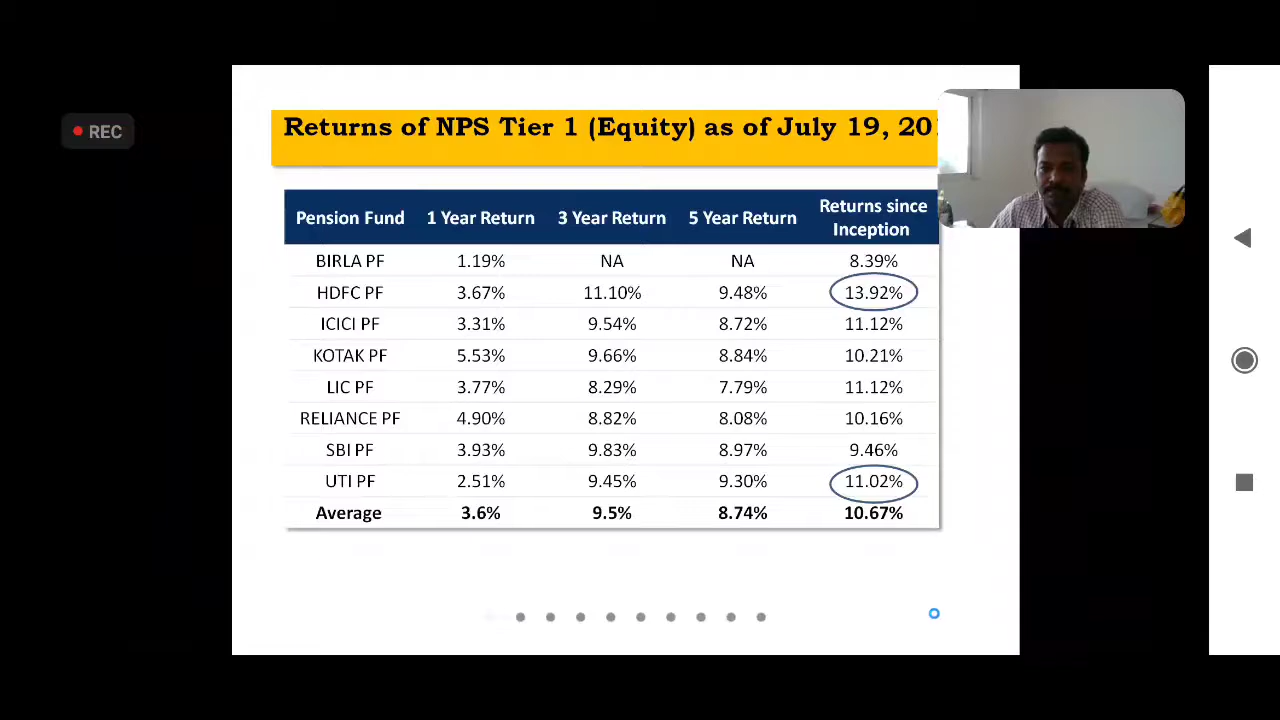 REC
Returns of NPS Tier 1 (Equity) as of July 19, 20
Pension Fund 1 Year Return 3 Year Return 5 Year Return Returns since Inception
BIRLA PF 1.19% NA NA 8.39%
HDFC PF 3.67% 11.10% 9.48% 13.92%
ICICI PF 3.31% 9.54% 8.72% 11.12%
KOTAK PF 5.53% 9.66% 8.84% 10.21%
LIC PF 3.77% 8.29% 7.79% 11.12%
RELIANCE PF 4.90% 8.82% 8.08% 10.16%
SBI PF 3.93% 9.83% 8.97% 9.46%
UTI PF 2.51% 9.45% 9.30% 11.02%
Average 3.6% 9.5% 8.74% 10.67%